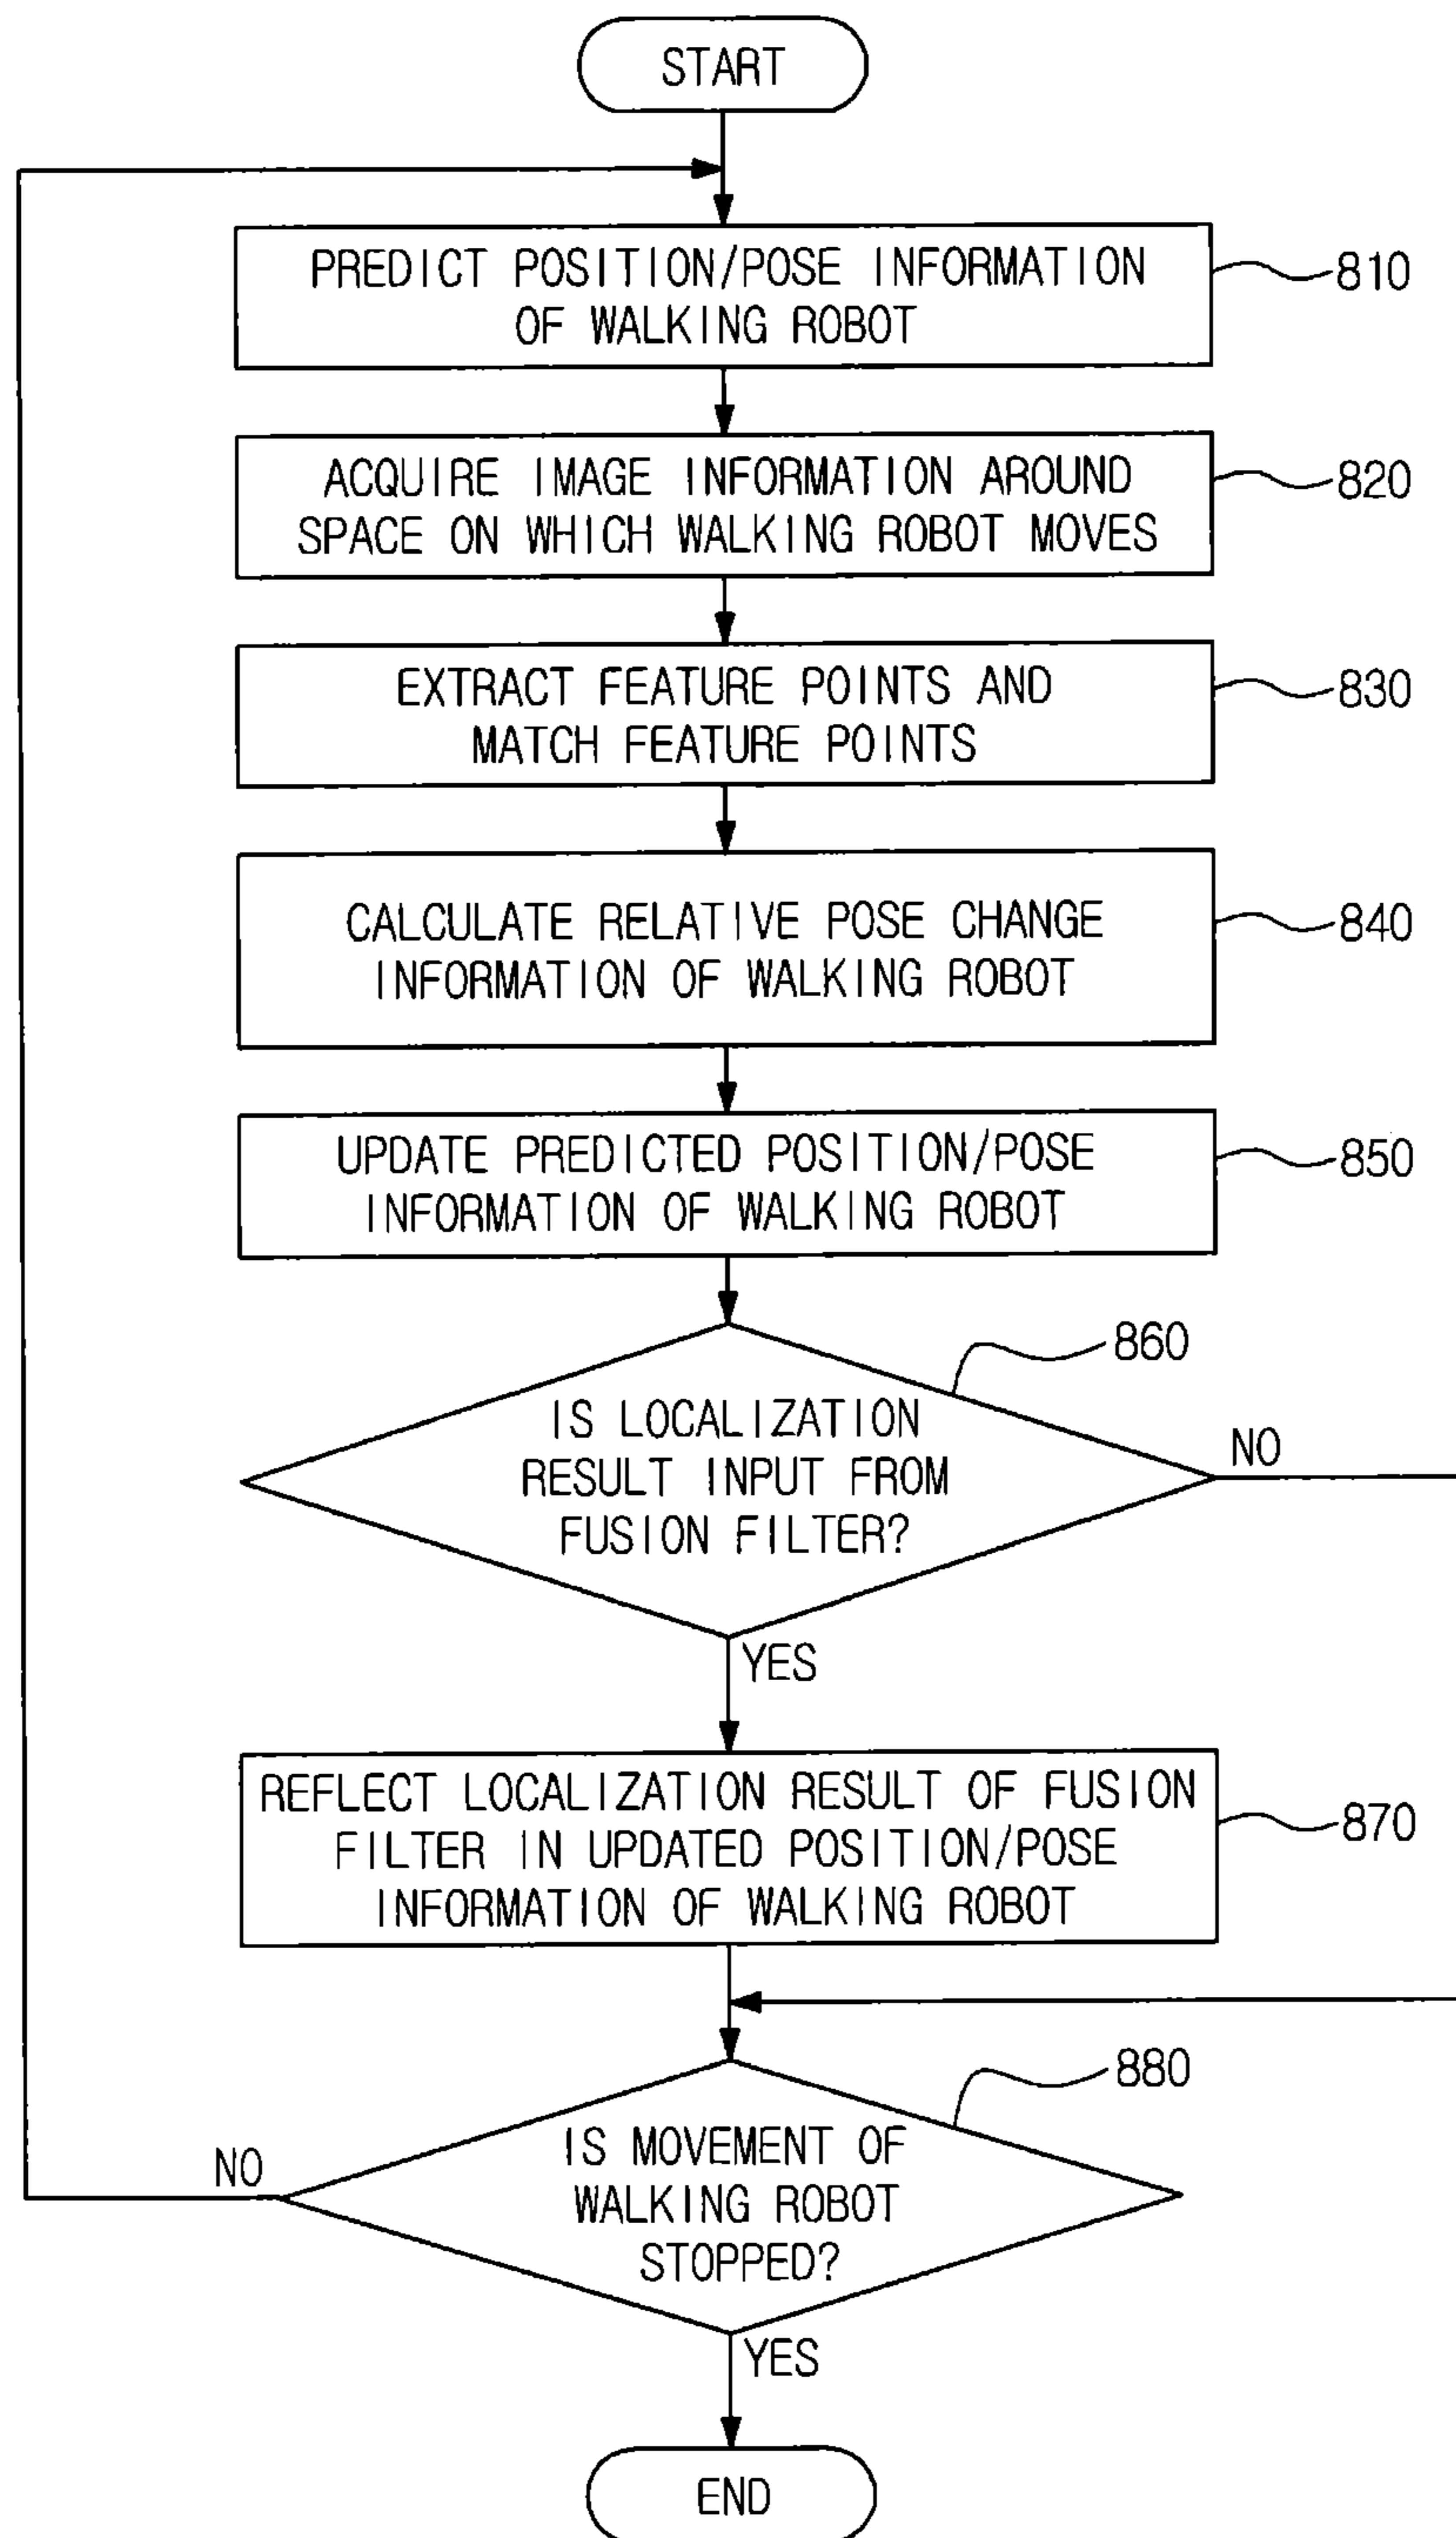 START
PREDICT POSITION/POSE INFORMATION
OF WALKING ROBOT
810
ACQUIRE IMAGE INFORMATION AROUND
SPACE ON WHICH WALKING ROBOT MOVES
820
EXTRACT FEATURE POINTS AND
MATCH FEATURE POINTS
830
CALCULATE RELATIVE POSE CHANGE
INFORMATION OF WALKING ROBOT
840
UPDATE PREDICTED POSITION/POSE
INFORMATION OF WALKING ROBOT
850
860
IS LOCALIZATION
RESULT INPUT FROM
FUSION FILTER?
NO
YES
REFLECT LOCALIZATION RESULT OF FUSION
FILTER IN UPDATED POSITION/POSE
INFORMATION OF WALKING ROBOT
870
880
IS MOVEMENT OF
WALKING ROBOT
STOPPED?
NO
YES
END